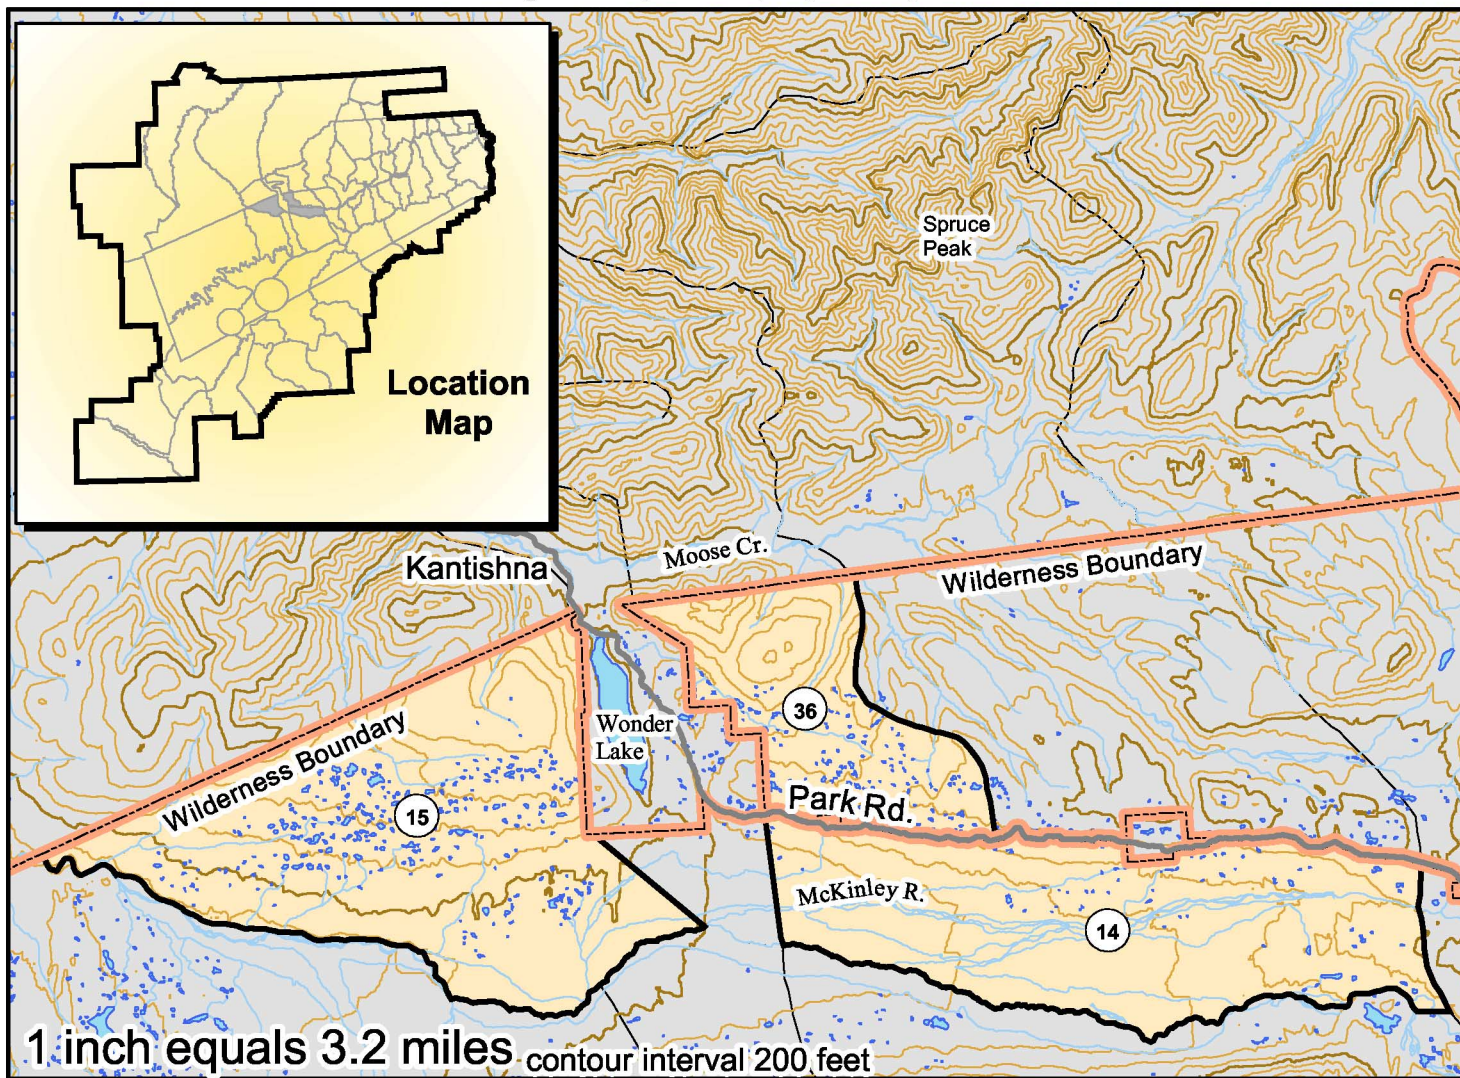 Location
Map
Spruce
Peak
Moose Cr.
Kantishna
Wilderness Boundary
Wilderness Boundary
36
Wonder
Lake
Park Rd.
15
McKinley R.
14
1 inch equals 3.2 miles contour interval 200 feet